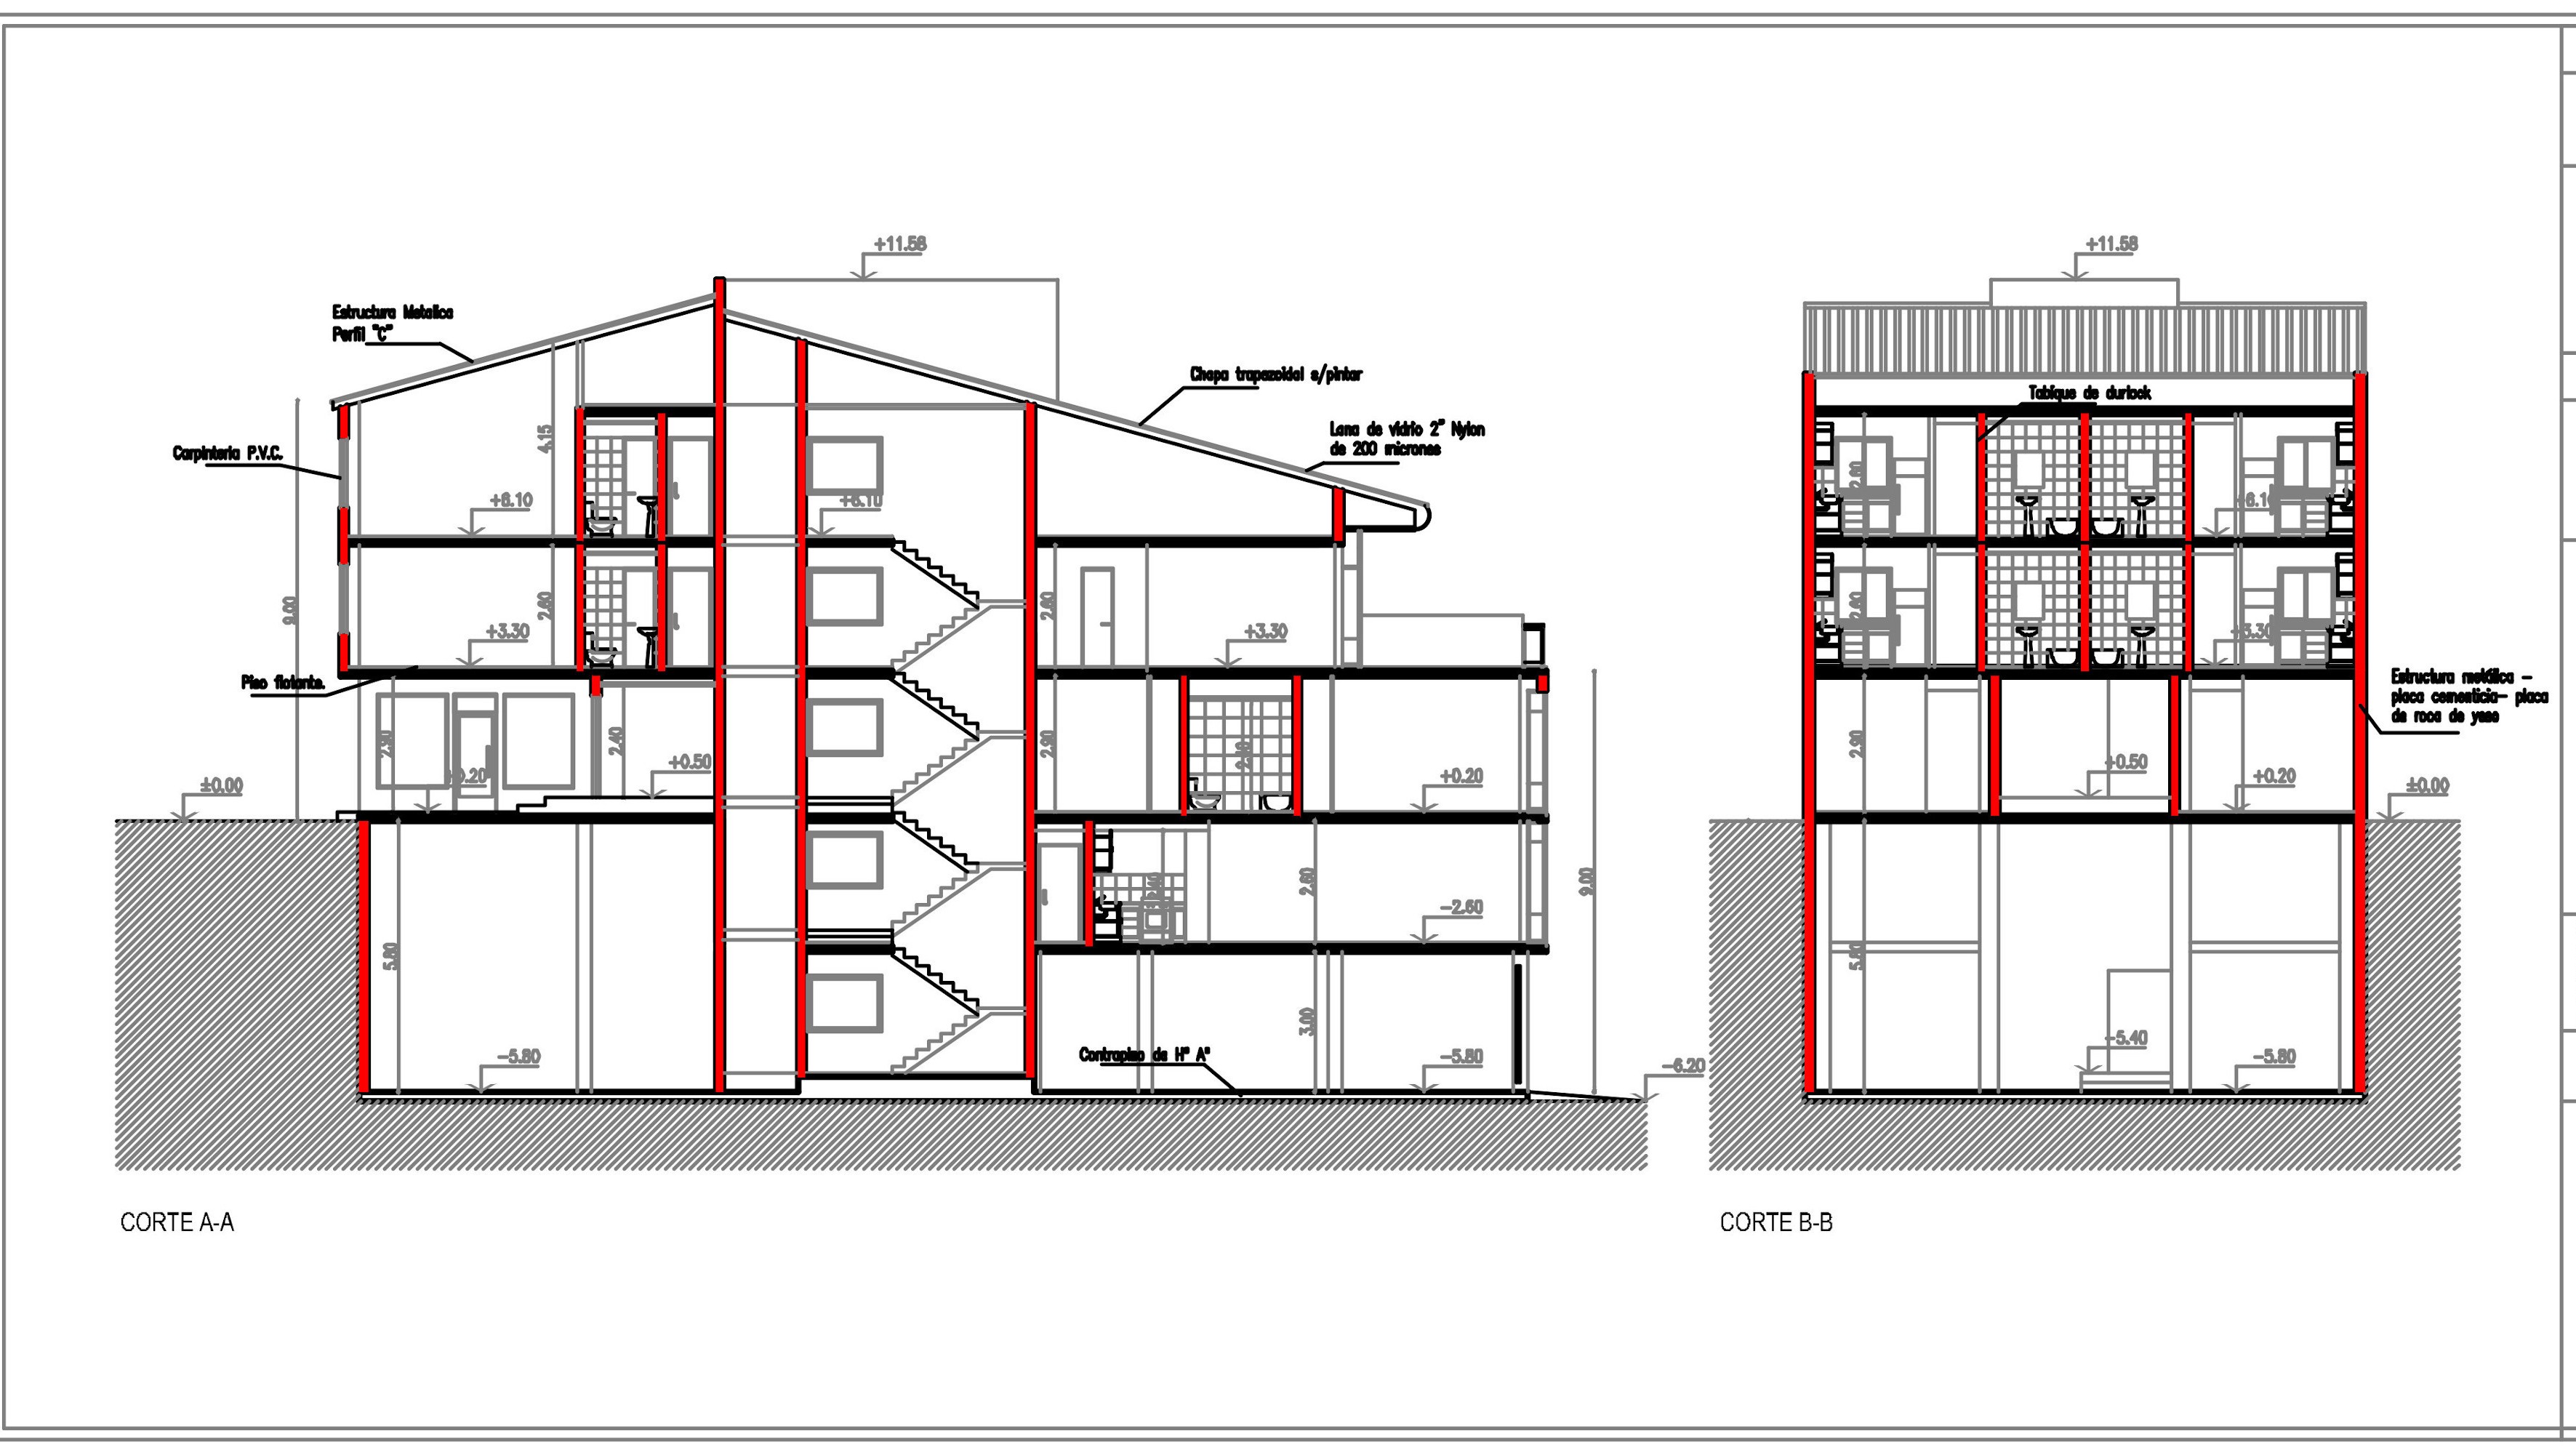 +11.58
+11.58
Estructura Metalica
Perfil "C"
Chapa trapezoidal s/pintar
Tabique de durlock
Lana de vidrio 2" Nylon
de 200 micrones
Carpinteria P.V.C.
4.15
2.60
+6.10
+6.10
+6.1
9.00
2.60
2.60
2.60
+3.30
+3.30
+3.30
Piso flotante.
Estructura metálica -
placa cementicia- placa
de roca de yeso
2.90
2.40
2.90
2.90
±0.00
+0.20
+0.50
+0.20
+0.50
+0.20
±0.00
2.60
9.00
-2.60
5.80
5.80
3.00
-5.40
-5.80
Contrapiso de H° A°
-5.80
-6.20
-5.80
CORTE A-A
CORTE B-B